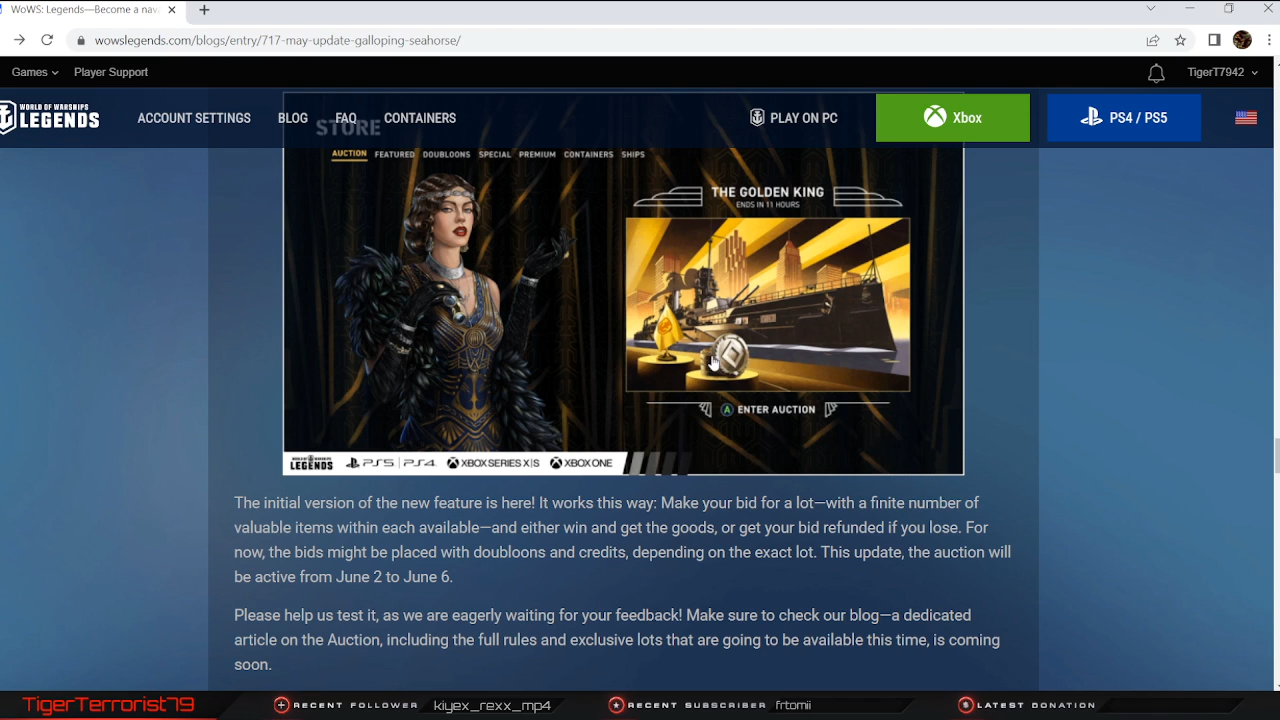 WoWS: Legends—Become a nav
wowslegends.com/blogs/entry/717-may-update-galloping-seahorse/
Games
Player Support
TigerT7942
WORLD OF WARSHIPS
LEGENDS
ACCOUNT SETTINGS
BLOG
FAQ
CONTAINERS
PLAY ON PC
Xbox
PS4 / PS5
STORE
AUCTION FEATURED DOUBLOONS SPECIAL PREMIUM CONTAINERS SHIPS
THE GOLDEN KING
ENDS IN 11 HOURS
A ENTER AUCTION
WORLD OF WARSHIPS
LEGENDS
PS5 | PS4
XBOX SERIES X|S
XBOX ONE
The initial version of the new feature is here! It works this way: Make your bid for a lot—with a finite number of
valuable items within each available—and either win and get the goods, or get your bid refunded if you lose. For
now, the bids might be placed with doubloons and credits, depending on the exact lot. This update, the auction will
be active from June 2 to June 6.
Please help us test it, as we are eagerly waiting for your feedback! Make sure to check our blog—a dedicated
article on the Auction, including the full rules and exclusive lots that are going to be available this time, is coming
soon.
TigerTerrorist79
RECENT FOLLOWER
kiyex_rexx_mp4
RECENT SUBSCRIBER
frtomii
LATEST DONATION